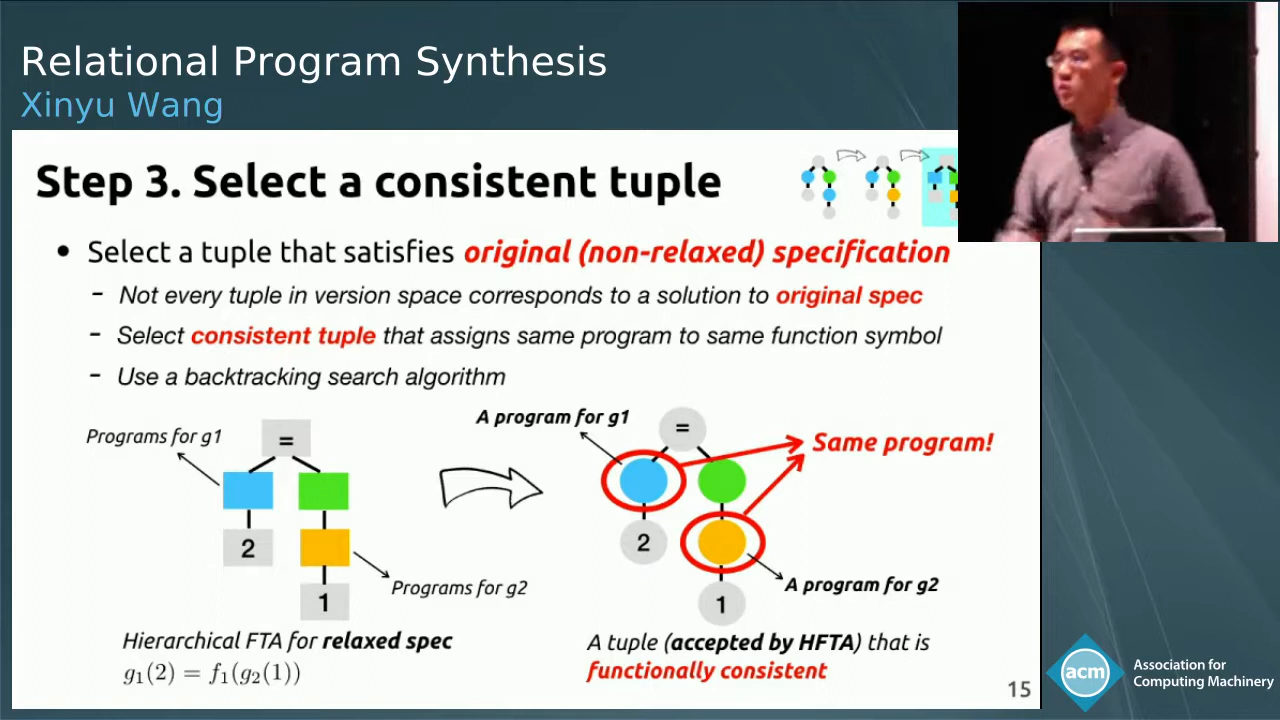 Relational Program Synthesis
Xinyu Wang
Step 3. Select a consistent tuple
• Select a tuple that satisfies original (non-relaxed) specification
– Not every tuple in version space corresponds to a solution to original spec
– Select consistent tuple that assigns same program to same function symbol
– Use a backtracking search algorithm
Programs for g1
=
2
1
Programs for g2
Hierarchical FTA for relaxed spec
g₁(2) = f₁(g₂(1))
A program for g1
=
Same program!
2
1
A program for g2
A tuple (accepted by HFTA) that is
functionally consistent
15
acm
Association for
Computing Machinery